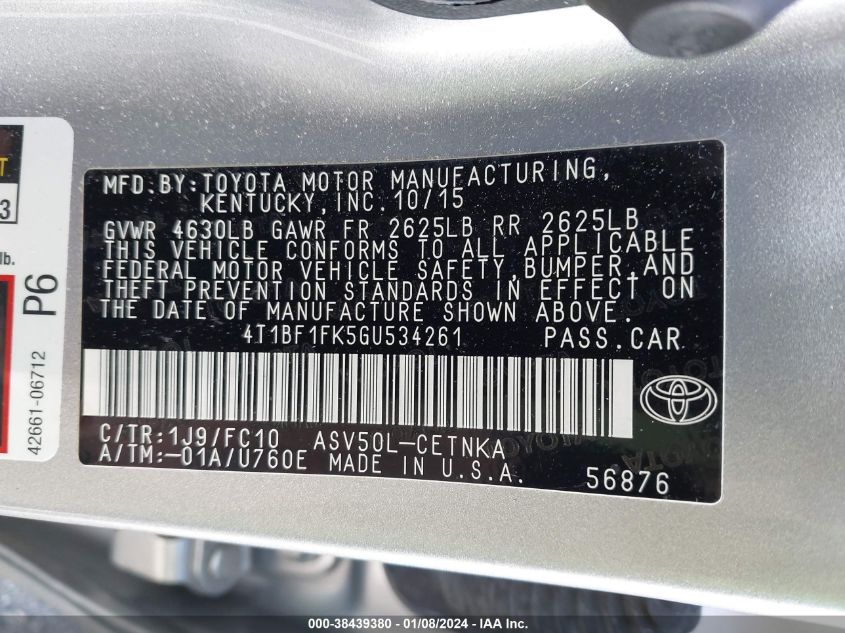 T
3
lb.
P6
42661-06712
MFD.BY:TOYOTA MOTOR MANUFACTURING,
KENTUCKY,INC.10/15
GVWR 4630LB GAWR FR 2625LB RR 2625LB
THIS VEHICLE CONFORMS TO ALL APPLICABLE
FEDERAL MOTOR VEHICLE SAFETY,BUMPER,AND
THEFT PREVENTION STANDARDS IN EFFECT ON
THE DATE OF MANUFACTURE SHOWN ABOVE.
4T1BF1FK5GU534261 PASS.CAR
C/TR:1J9/FC10 ASV50L-CETNKA
A/TM:-01A/U760E MADE IN U.S.A.
56876
000-38439380 - 01/08/2024 - IAA Inc.